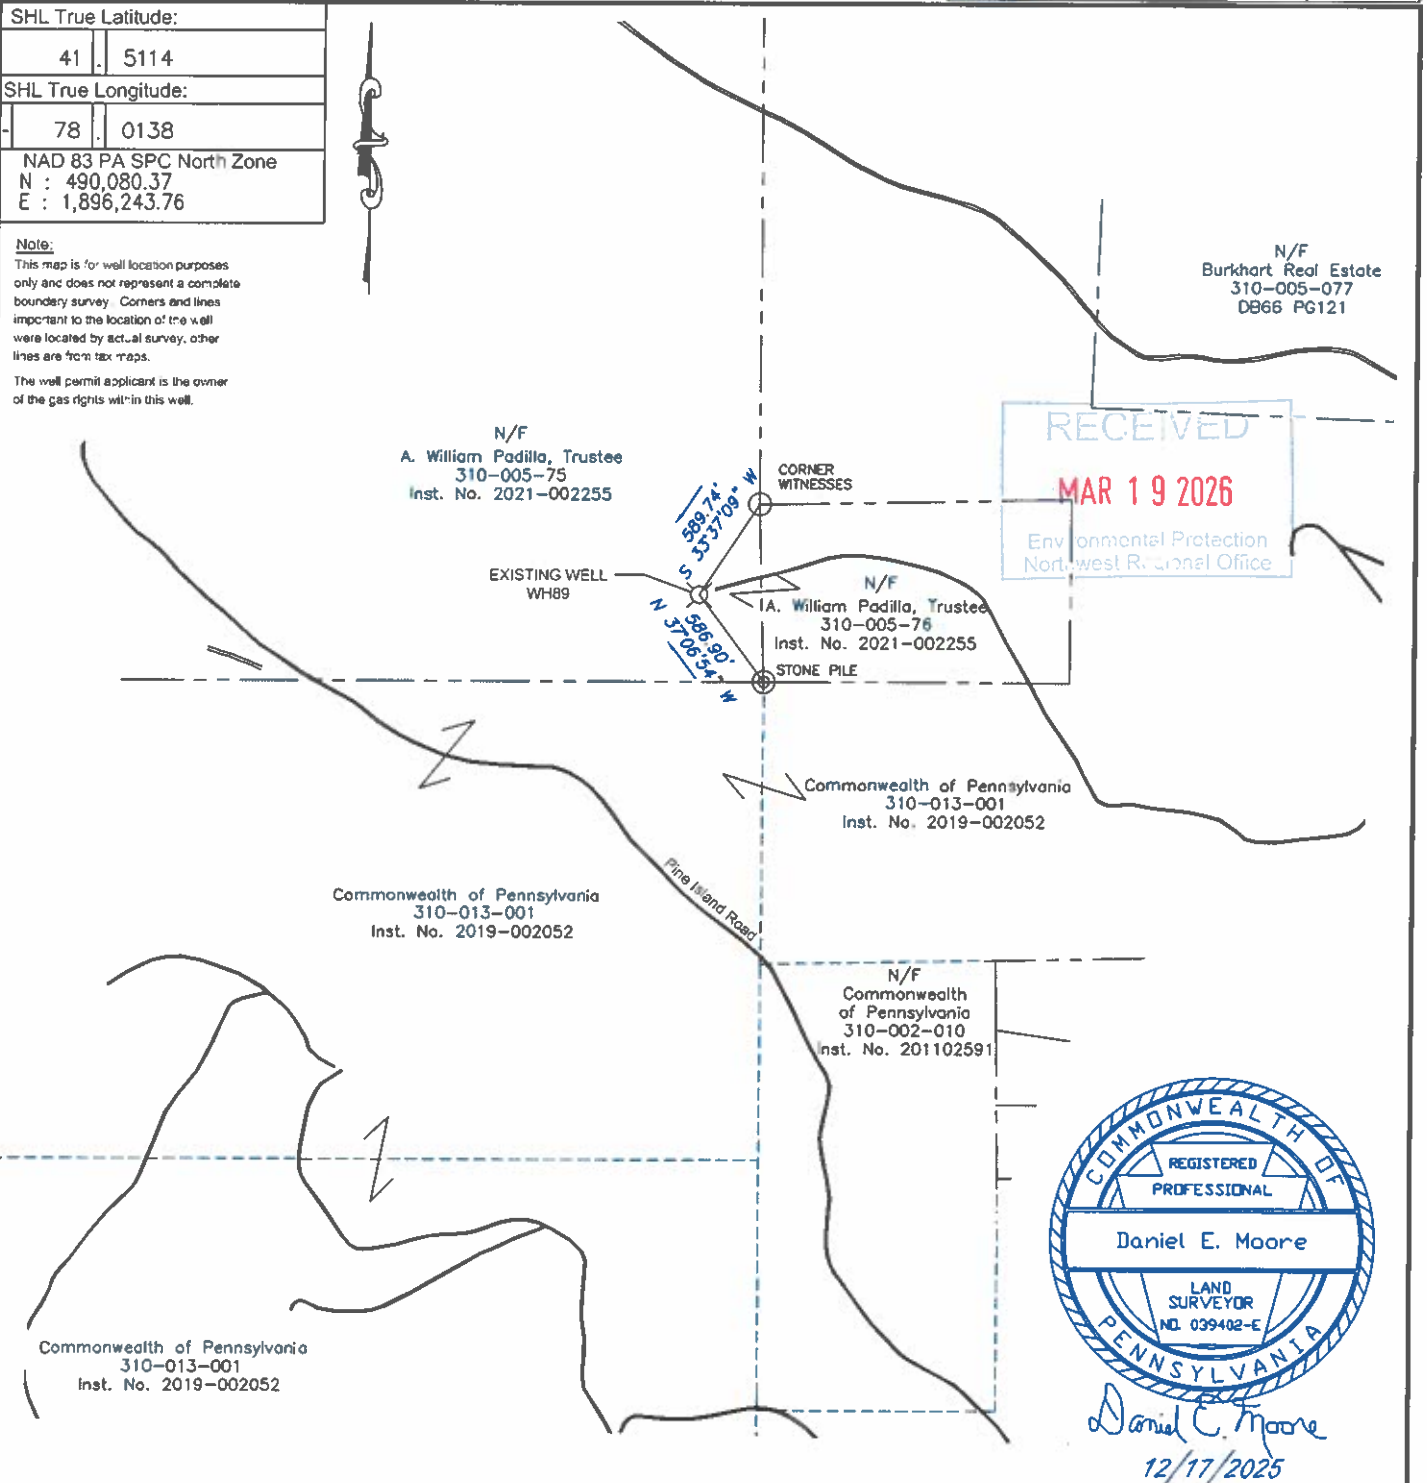 SHL True Latitude:
41 . 5114
SHL True Longitude:
- 78 . 0138
NAD 83 PA SPC North Zone
N : 490,080.37
E : 1,896,243.76
Note:
This map is for well location purposes
only and does not represent a complete
boundary survey. Corners and lines
important to the location of the well
were located by actual survey, other
lines are from tax maps.
The well permit applicant is the owner
of the gas rights within this well.
N/F
Burkhart Real Estate
310-005-077
DB66 PG121
N/F
A. William Padilla, Trustee
310-005-75
Inst. No. 2021-002255
CORNER
WITNESSES
RECEIVED
MAR 19 2026
Environmental Protection
Northwest Regional Office
589.74'
S 33°37'09" W
EXISTING WELL
WH89
N/F
A. William Padilla, Trustee
310-005-76
Inst. No. 2021-002255
586.90'
N 37°06'54" W
STONE PILE
Commonwealth of Pennsylvania
310-013-001
Inst. No. 2019-002052
Pine Island Road
Commonwealth of Pennsylvania
310-013-001
Inst. No. 2019-002052
N/F
Commonwealth
of Pennsylvania
310-002-010
Inst. No. 201102591
COMMONWEALTH OF
REGISTERED
PROFESSIONAL
Daniel E. Moore
LAND
SURVEYOR
NO. 039402-E
PENNSYLVANIA
Commonwealth of Pennsylvania
310-013-001
Inst. No. 2019-002052
Daniel E. Moore
12/17/2025